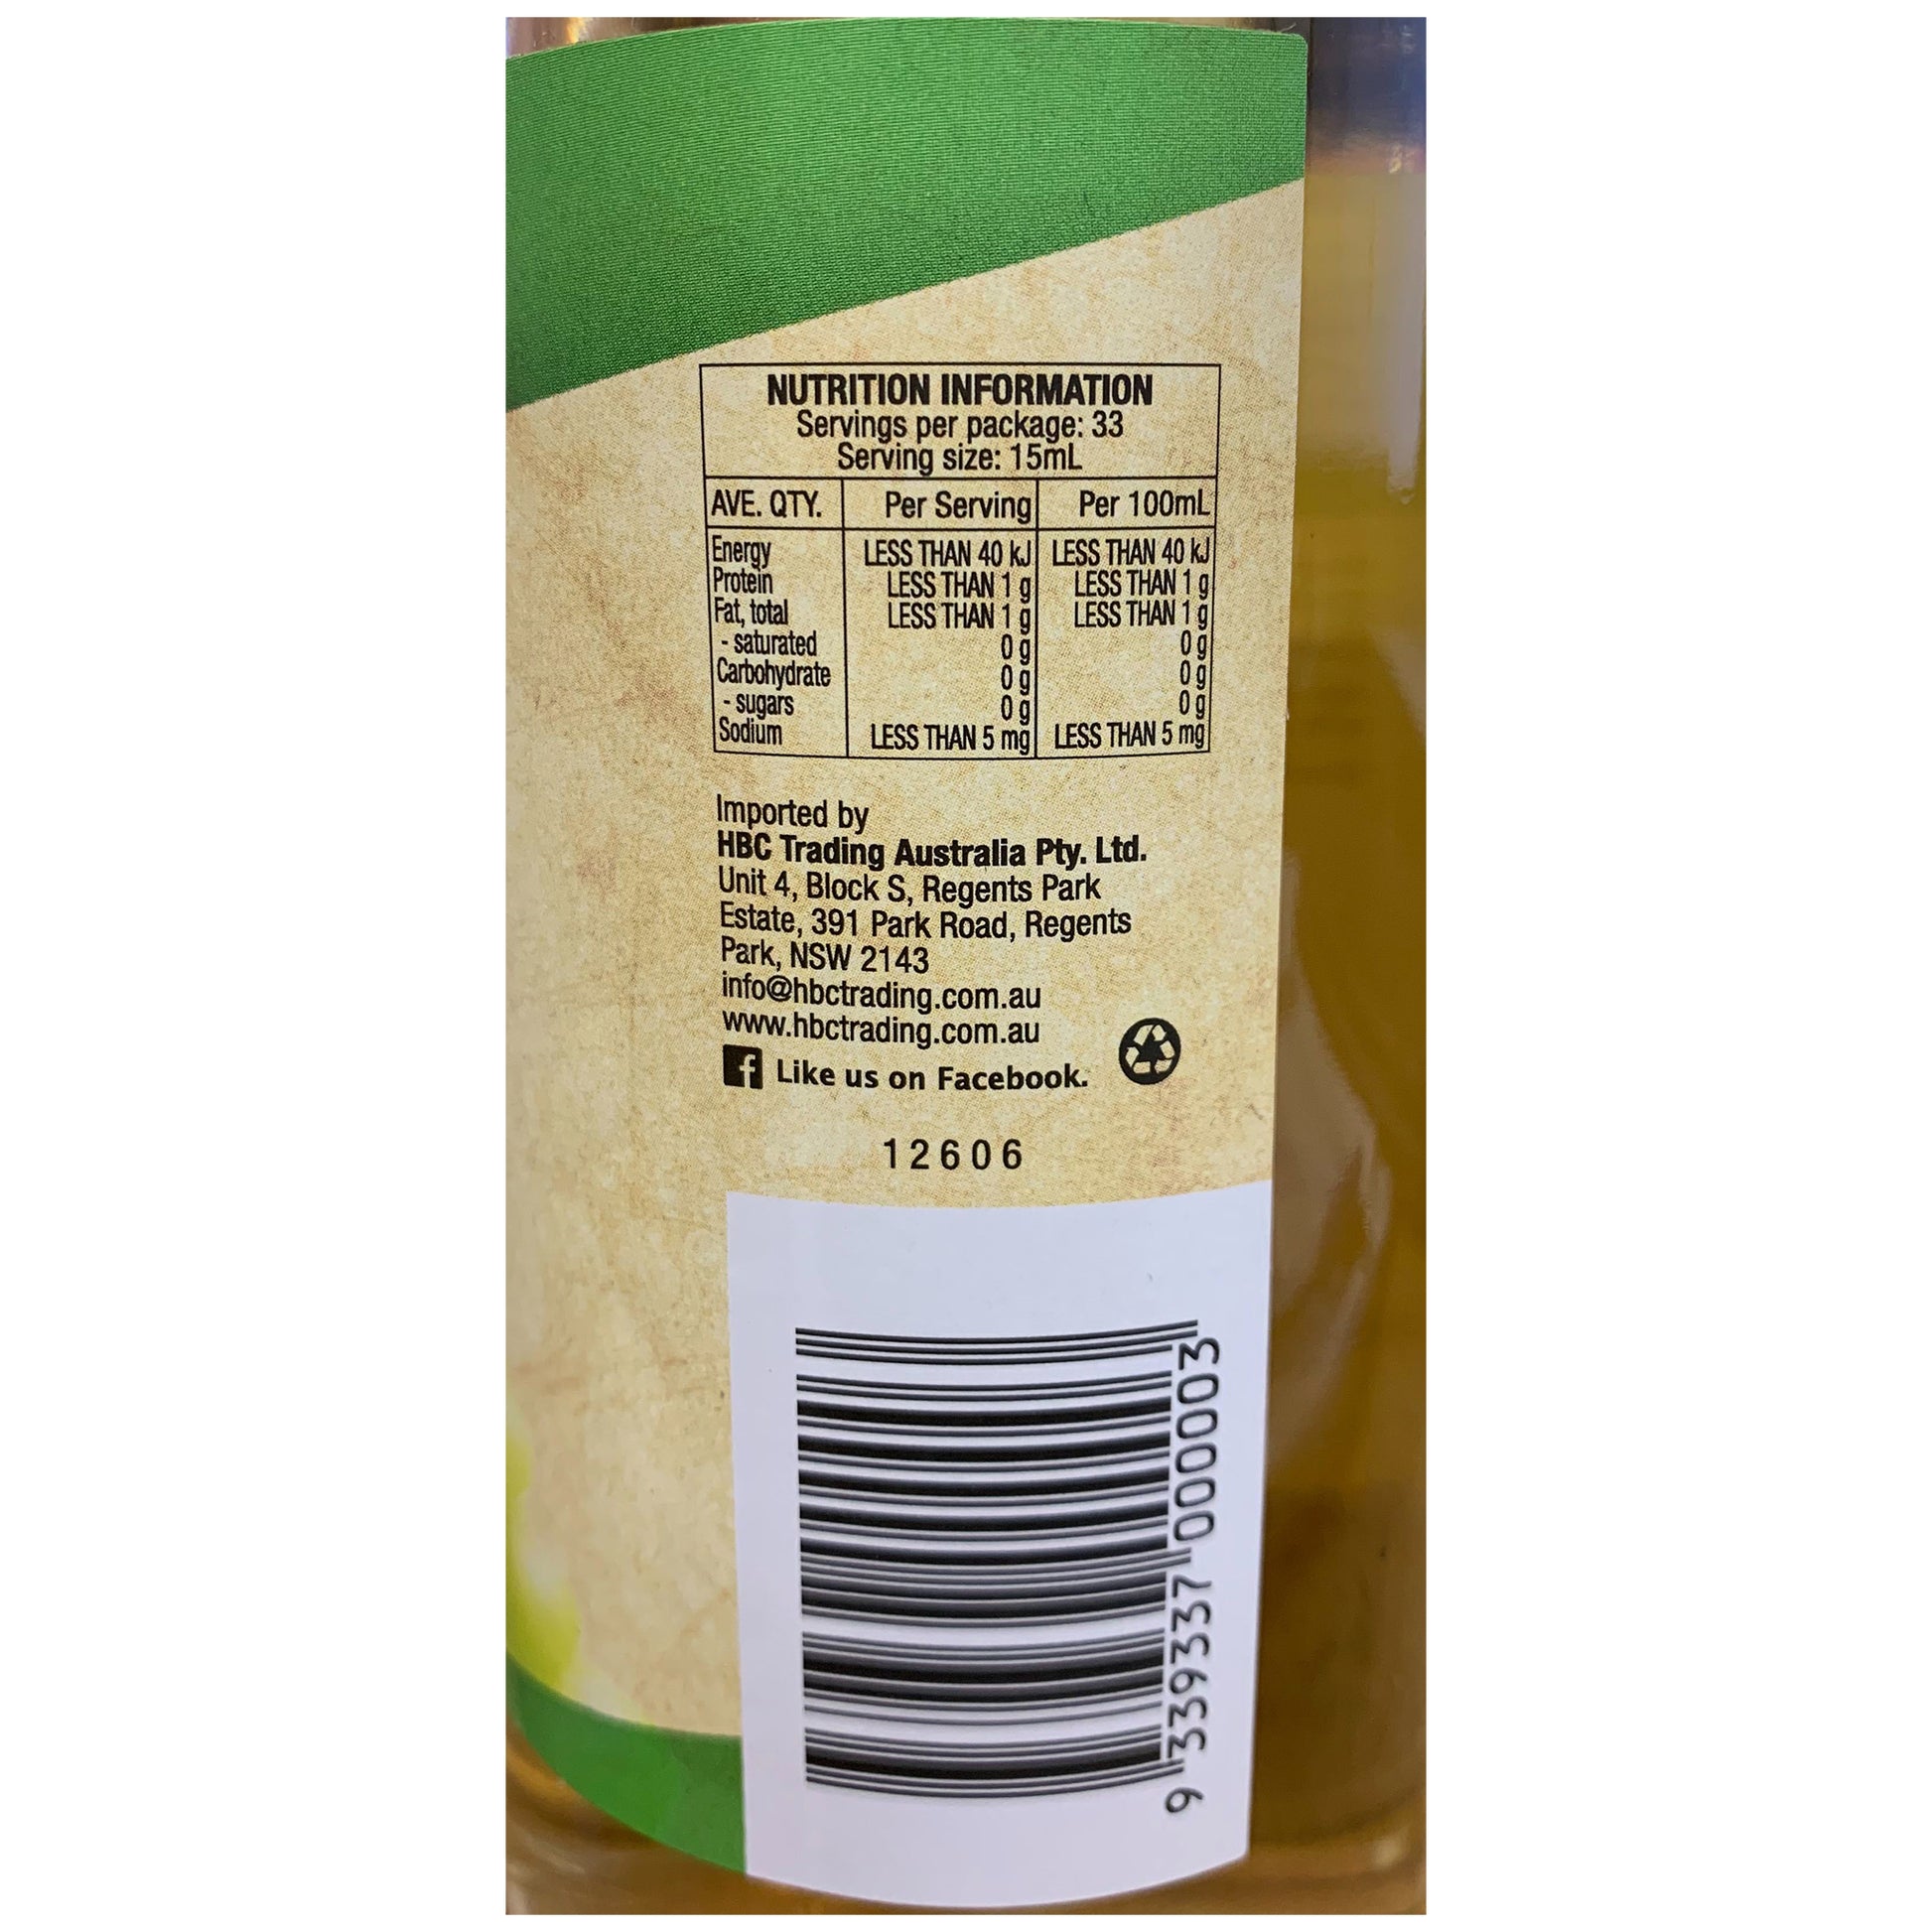 NUTRITION INFORMATION
Servings per package: 33
Serving size: 15mL
AVE. QTY. Per Serving Per 100mL
Energy LESS THAN 40 kJ LESS THAN 40 kJ
Protein LESS THAN 1 g LESS THAN 1 g
Fat, total LESS THAN 1 g LESS THAN 1 g
- saturated 0 g 0 g
Carbohydrate 0 g 0 g
- sugars 0 g 0 g
Sodium LESS THAN 5 mg LESS THAN 5 mg
Imported by
HBC Trading Australia Pty. Ltd.
Unit 4, Block S, Regents Park
Estate, 391 Park Road, Regents
Park, NSW 2143
info@hbctrading.com.au
www.hbctrading.com.au
f Like us on Facebook.
12606
9 339337 000003